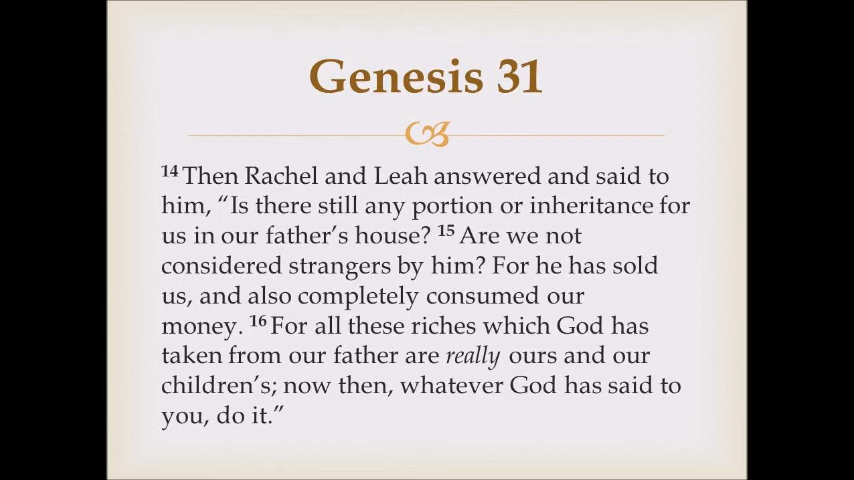 Genesis 31
14 Then Rachel and Leah answered and said to
him, “Is there still any portion or inheritance for
us in our father’s house? 15 Are we not
considered strangers by him? For he has sold
us, and also completely consumed our
money. 16 For all these riches which God has
taken from our father are really ours and our
children’s; now then, whatever God has said to
you, do it.”